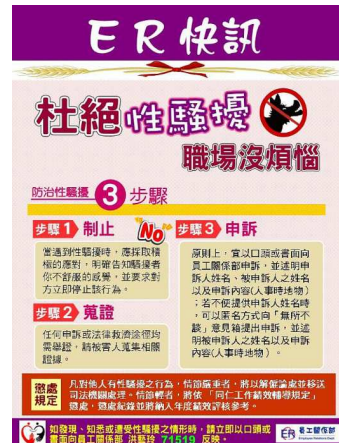 ER快訊
杜絕性騷擾
職場沒煩惱
防治性騷擾 3 步驟
步驟1 制止
No
當遇到性騷擾時，應採取積
極的應對，明確告知騷擾者
你不舒服的感覺，並要求對
方立即停止該行為。
步驟2 蒐證
任何申訴或法律救濟途徑均
需舉證，請被害人蒐集相關
證據。
步驟3 申訴
原則上，宜以口頭或書面向
員工關係部申訴，並述明申
訴人姓名、被申訴人之姓名
以及申訴內容(人事時地物)
；若不便提供申訴人姓名時
，可以匿名方式向「無所不
談」意見箱提出申訴，並述
明被申訴人之姓名以及申訴
內容(人事時地物)。
懲處
規定
凡對他人有性騷擾之行為，情節嚴重者，將以解僱論處並移送
司法機關處理。情節輕者，將依「同仁工作績效輔導規定」
懲處，懲處紀錄並將納入年度績效評核參考。
如發現、知悉或遭受性騷擾之情形時，請立即以口頭或
書面向員工關係部 洪藝玲 71519 反映。
ER 員工關係部
Employee Relations Dept.